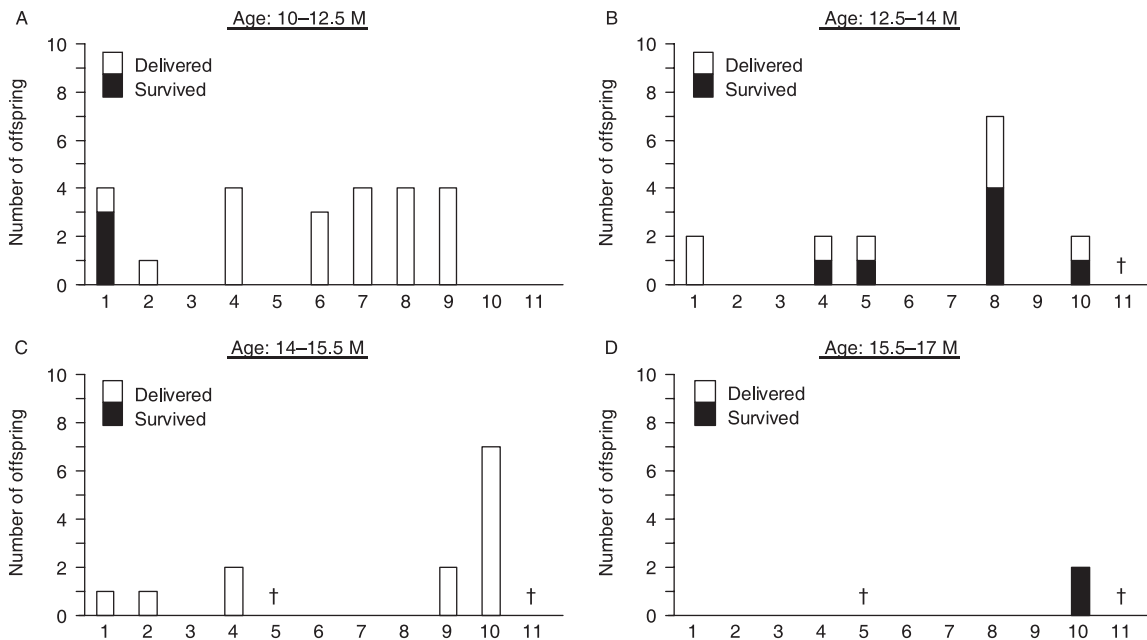 A
Age: 10–12.5 M
10
8
6
4
2
0
Number of offspring
Delivered
Survived
1 2 3 4 5 6 7 8 9 10 11
B
Age: 12.5–14 M
10
8
6
4
2
0
Number of offspring
Delivered
Survived
†
1 2 3 4 5 6 7 8 9 10 11
C
Age: 14–15.5 M
10
8
6
4
2
0
Number of offspring
Delivered
Survived
† †
1 2 3 4 5 6 7 8 9 10 11
D
Age: 15.5–17 M
10
8
6
4
2
0
Number of offspring
Delivered
Survived
† †
1 2 3 4 5 6 7 8 9 10 11